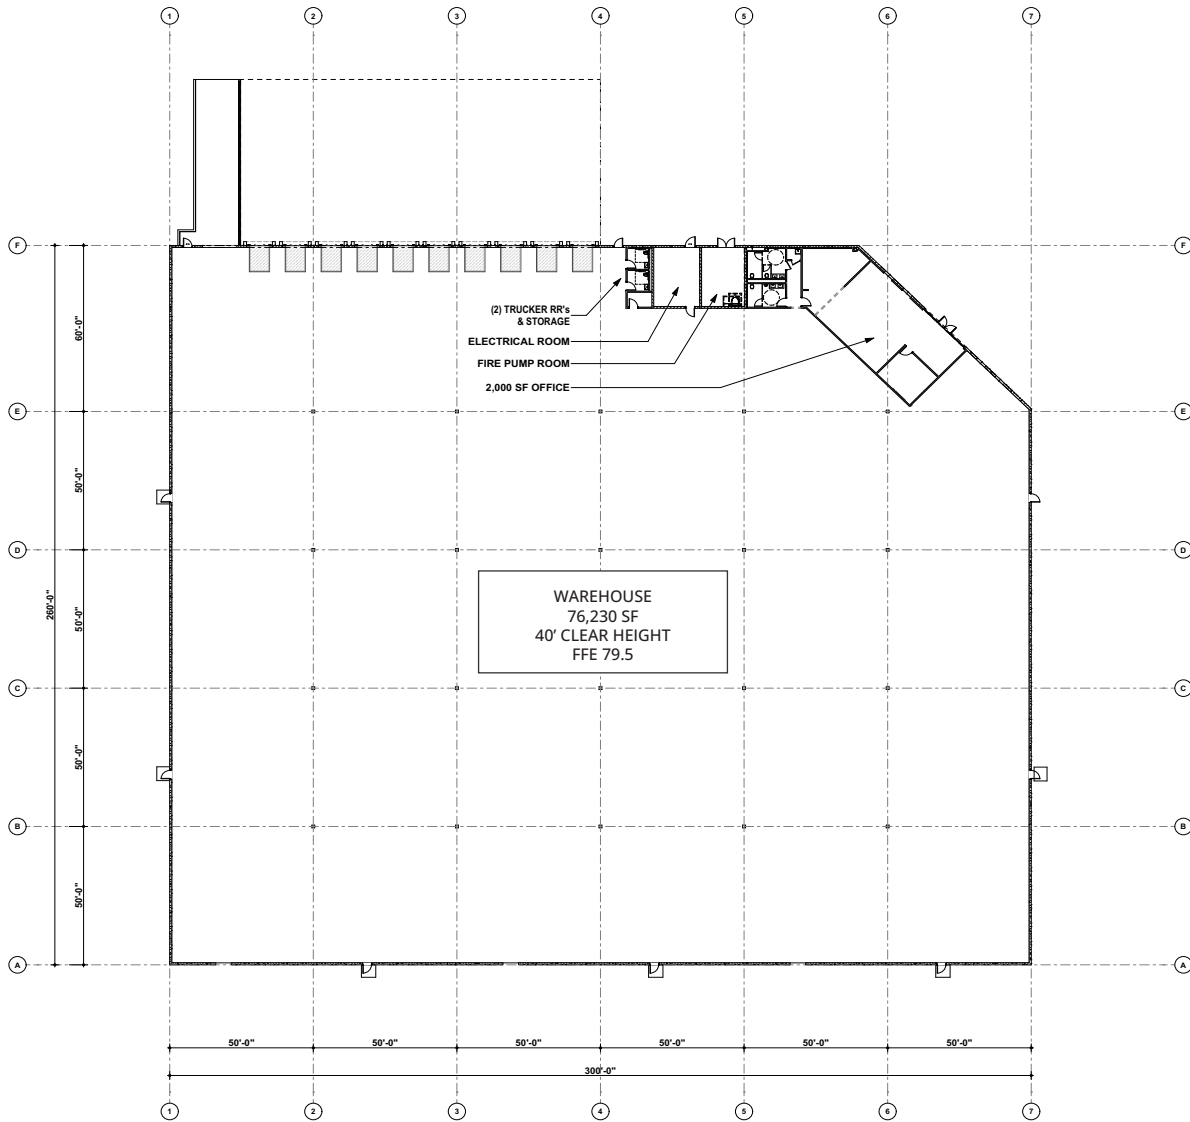 1 2 3 4 5 6 7
F F
60'-0"
(2) TRUCKER RR's
& STORAGE
ELECTRICAL ROOM
FIRE PUMP ROOM
2,000 SF OFFICE
E E
50'-0"
D D
260'-0"
50'-0"
WAREHOUSE
76,230 SF
40' CLEAR HEIGHT
FFE 79.5
C C
50'-0"
B B
50'-0"
A A
50'-0" 50'-0" 50'-0" 50'-0" 50'-0" 50'-0"
300'-0"
1 2 3 4 5 6 7